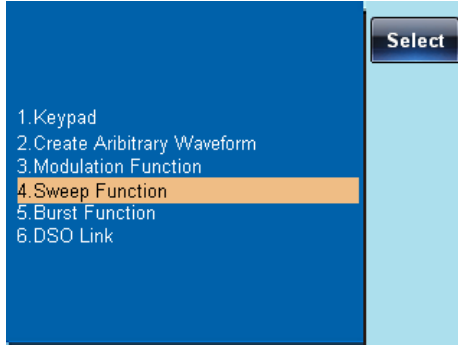 Select
1.Keypad
2.Create Aribitrary Waveform
3.Modulation Function
4.Sweep Function
5.Burst Function
6.DSO Link